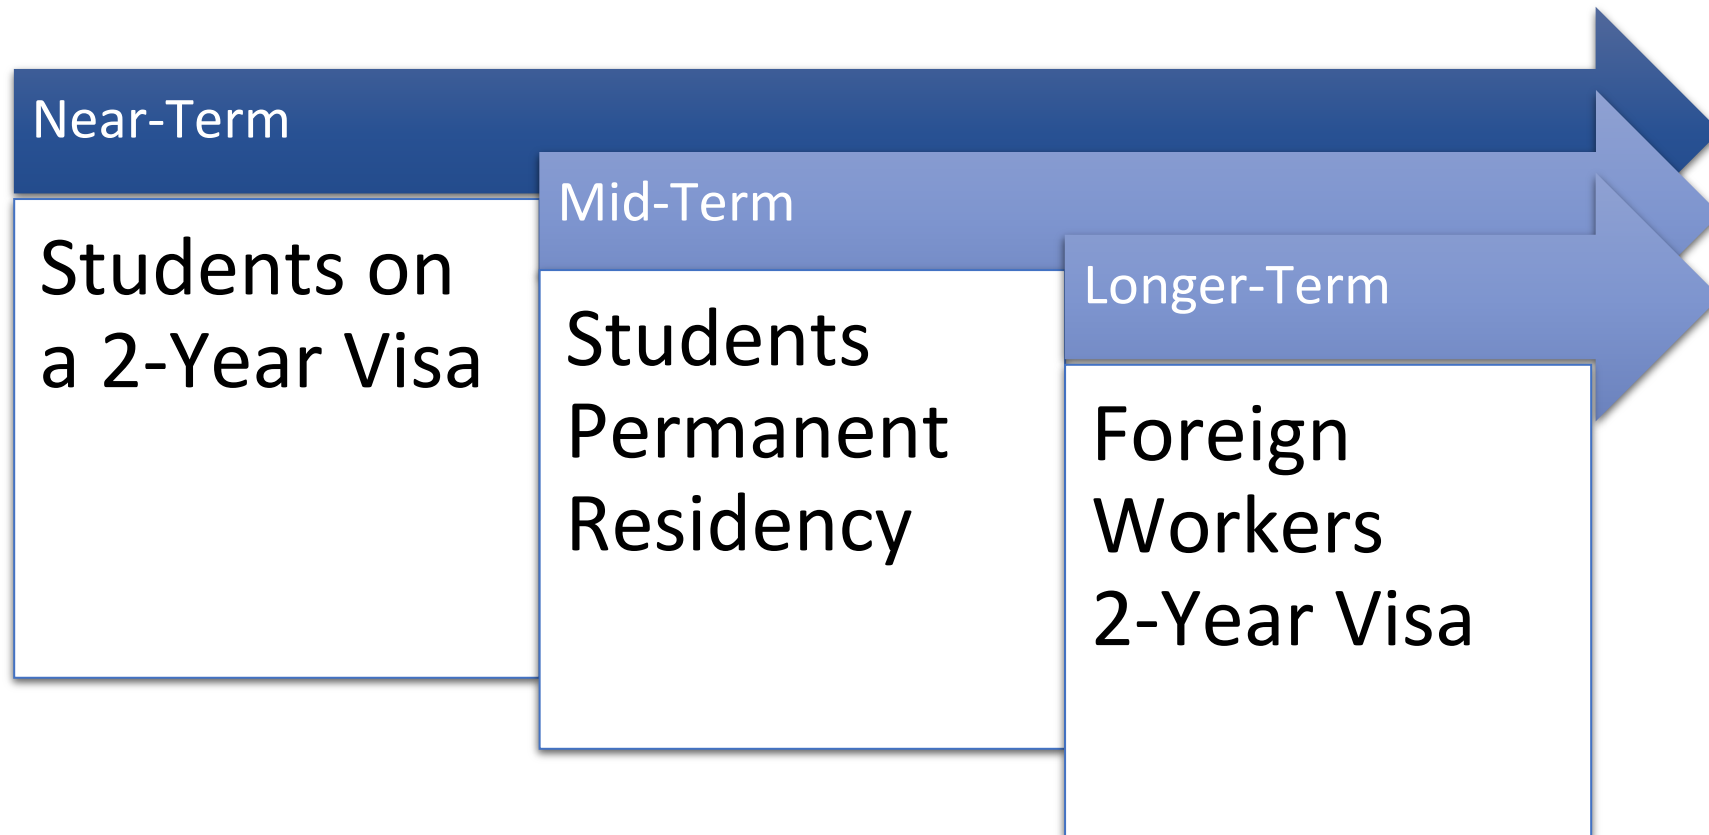 Near-Term
Students on
a 2-Year Visa
Mid-Term
Students
Permanent
Residency
Longer-Term
Foreign
Workers
2-Year Visa